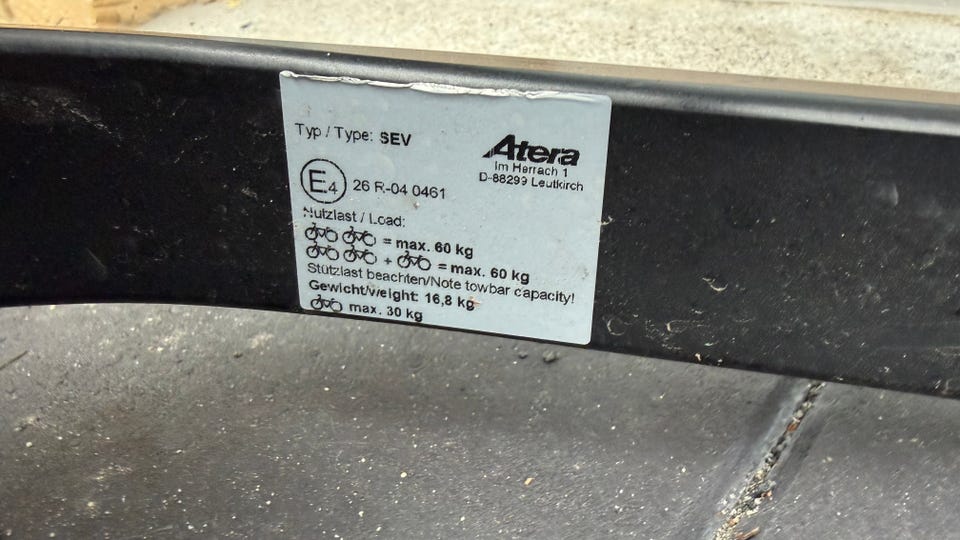 Typ / Type: SEV
Atera
Im Herrach 1
D-88299 Leutkirch
E4 26 R-04 0461
Nutzlast / Load:
= max. 60 kg
+ = max. 60 kg
Stützlast beachten/Note towbar capacity!
Gewicht/weight: 16,8 kg
max. 30 kg